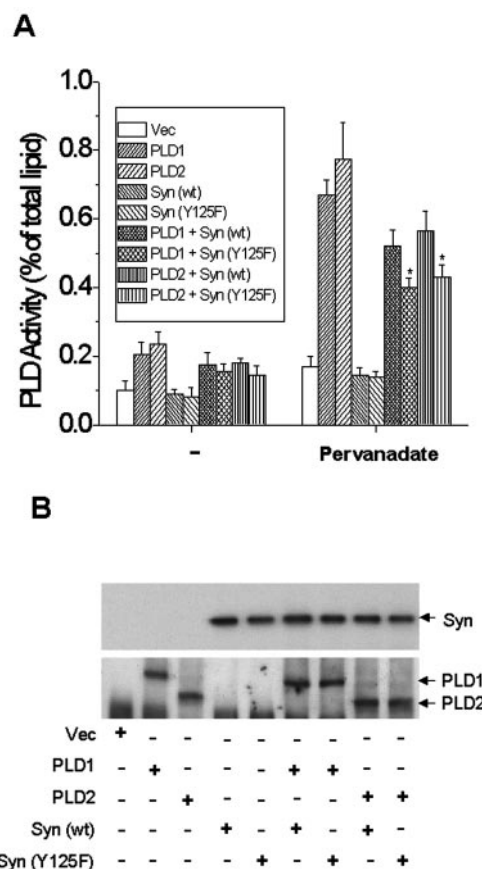 A
PLD Activity (% of total lipid)
1.0
0.8
0.6
0.4
0.2
0.0
Vec
PLD1
PLD2
Syn (wt)
Syn (Y125F)
PLD1 + Syn (wt)
PLD1 + Syn (Y125F)
PLD2 + Syn (wt)
PLD2 + Syn (Y125F)
* *
– Pervanadate
B
Syn
PLD1
PLD2
Vec + - - - - - - - -
PLD1 - + - - - + + - -
PLD2 - - + - - - - + +
Syn (wt) - - - + - + - + -
Syn (Y125F) - - - - + - + - +